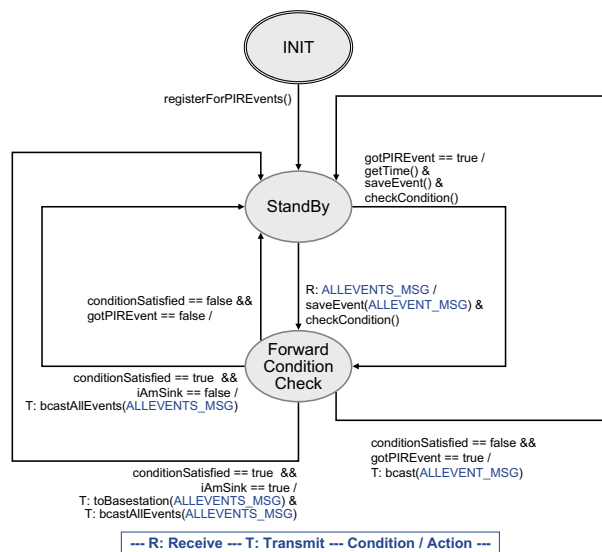 INIT
registerForPIREvents()
gotPIREvent == true /
getTime() &
saveEvent() &
checkCondition()
StandBy
conditionSatisfied == false &&
gotPIREvent == false /
R: ALLEVENTS_MSG /
saveEvent(ALLEVENT_MSG) &
checkCondition()
Forward
Condition
Check
conditionSatisfied == true &&
iAmSink == false /
T: bcastAllEvents(ALLEVENTS_MSG)
conditionSatisfied == false &&
gotPIREvent == true /
T: bcast(ALLEVENT_MSG)
conditionSatisfied == true &&
iAmSink == true /
T: toBasestation(ALLEVENTS_MSG) &
T: bcastAllEvents(ALLEVENTS_MSG)
--- R: Receive --- T: Transmit --- Condition / Action ---